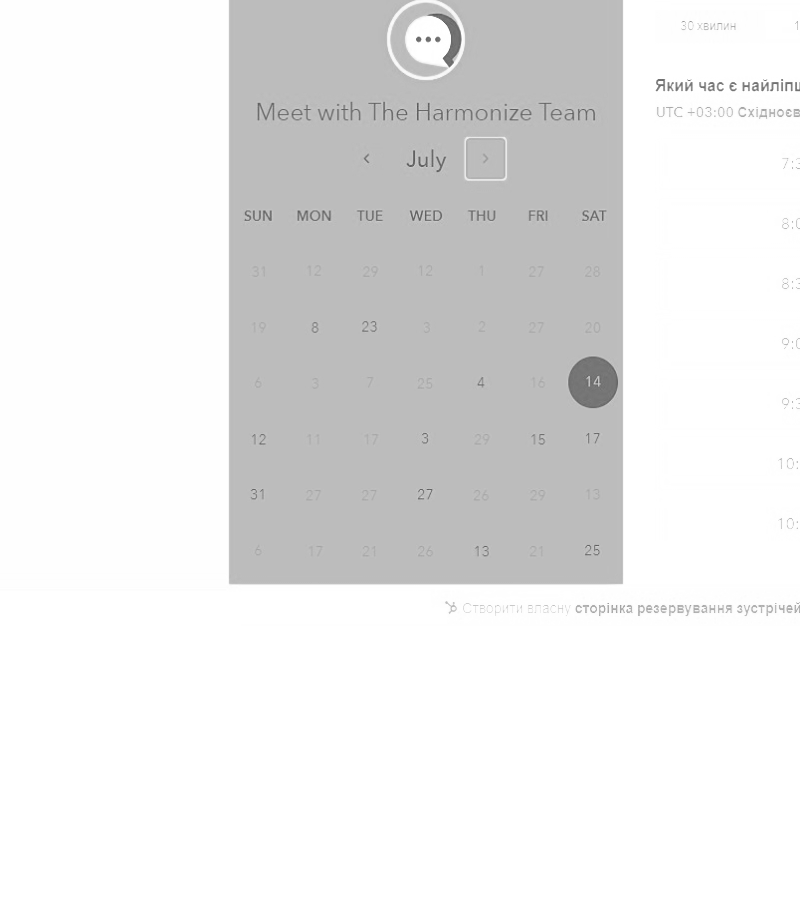 Meet with The Harmonize Team
July
SUN MON TUE WED THU FRI SAT
31 12 29 12 1 27 28
19 8 23 3 2 27 20
6 3 7 25 4 16 14
12 11 17 3 29 15 17
31 27 27 27 26 29 13
6 17 21 26 13 21 25
30 хвилин 1
Який час є найліпш
UTC +03:00 Східноєв
7:3
8:0
8:3
9:0
9:3
10:
10:
Створити власну сторінка резервування зустрічей